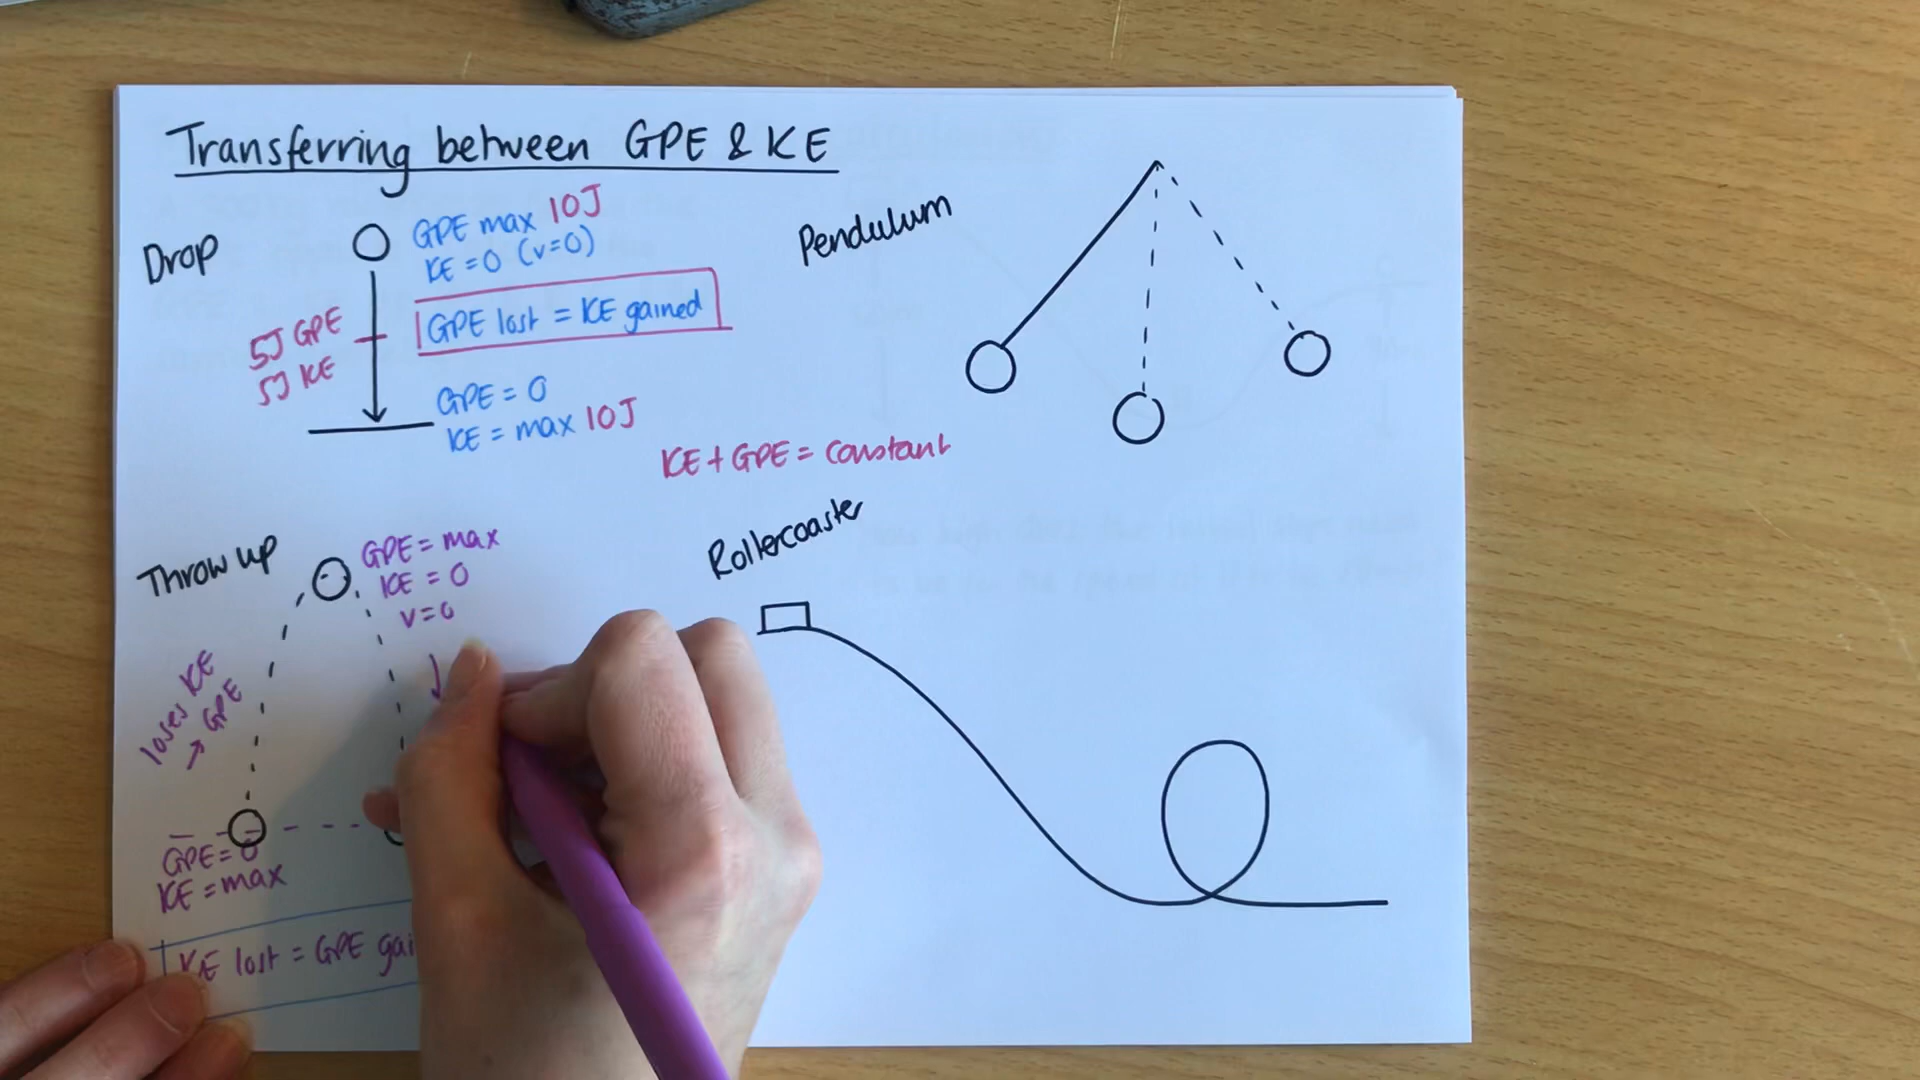 Transferring between GPE & KE
Drop
GPE max 10J
KE = 0 (v=0)
GPE lost = KE gained
5J GPE
5J KE
GPE = 0
KE = max 10J
KE + GPE = constant
Pendulum
Throw up
GPE = max
KE = 0
v = 0
loses KE
→ GPE
GPE = 0
KE = max
KE lost = GPE gai
Rollercoaster